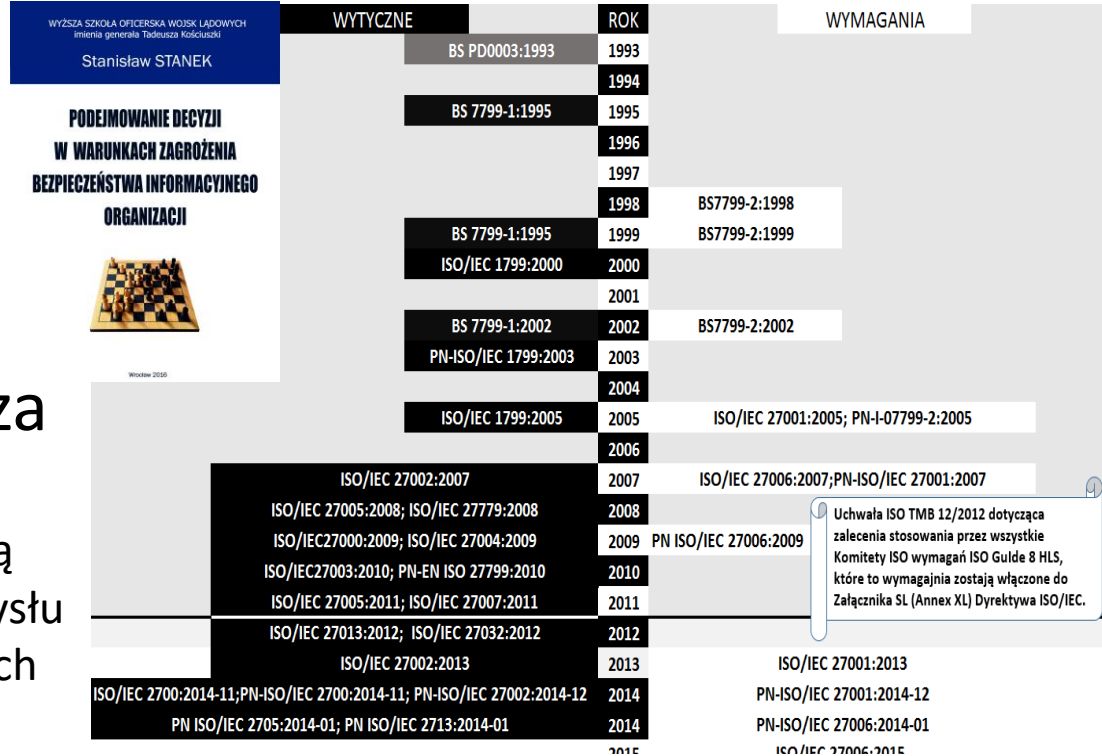 WYŻSZA SZKOŁA OFICERSKA WOJSK LĄDOWYCH
imienia generała Tadeusza Kościuszki
Stanisław STANEK
PODEJMOWANIE DECYZJI
W WARUNKACH ZAGROŻENIA
BEZPIECZEŃSTWA INFORMACYJNEGO
ORGANIZACJI
Wrocław 2016
za
ą
ysłu
ch
WYTYCZNE ROK WYMAGANIA
BS PD0003:1993 1993
1994
BS 7799-1:1995 1995
1996
1997
1998 BS7799-2:1998
BS 7799-1:1995 1999 BS7799-2:1999
ISO/IEC 1799:2000 2000
2001
BS 7799-1:2002 2002 BS7799-2:2002
PN-ISO/IEC 1799:2003 2003
2004
ISO/IEC 1799:2005 2005 ISO/IEC 27001:2005; PN-I-07799-2:2005
2006
ISO/IEC 27002:2007 2007 ISO/IEC 27006:2007;PN-ISO/IEC 27001:2007
ISO/IEC 27005:2008; ISO/IEC 27779:2008 2008
ISO/IEC27000:2009; ISO/IEC 27004:2009 2009 PN ISO/IEC 27006:2009
ISO/IEC27003:2010; PN-EN ISO 27799:2010 2010
ISO/IEC 27005:2011; ISO/IEC 27007:2011 2011
Uchwała ISO TMB 12/2012 dotycząca
zalecenia stosowania przez wszystkie
Komitety ISO wymagań ISO Gulde 8 HLS,
które to wymagajnia zostają włączone do
Załącznika SL (Annex XL) Dyrektywa ISO/IEC.
ISO/IEC 27013:2012; ISO/IEC 27032:2012 2012
ISO/IEC 27002:2013 2013 ISO/IEC 27001:2013
ISO/IEC 2700:2014-11;PN-ISO/IEC 2700:2014-11; PN-ISO/IEC 27002:2014-12 2014 PN-ISO/IEC 27001:2014-12
PN ISO/IEC 2705:2014-01; PN ISO/IEC 2713:2014-01 2014 PN-ISO/IEC 27006:2014-01
2015 ISO/IEC 27006:2015